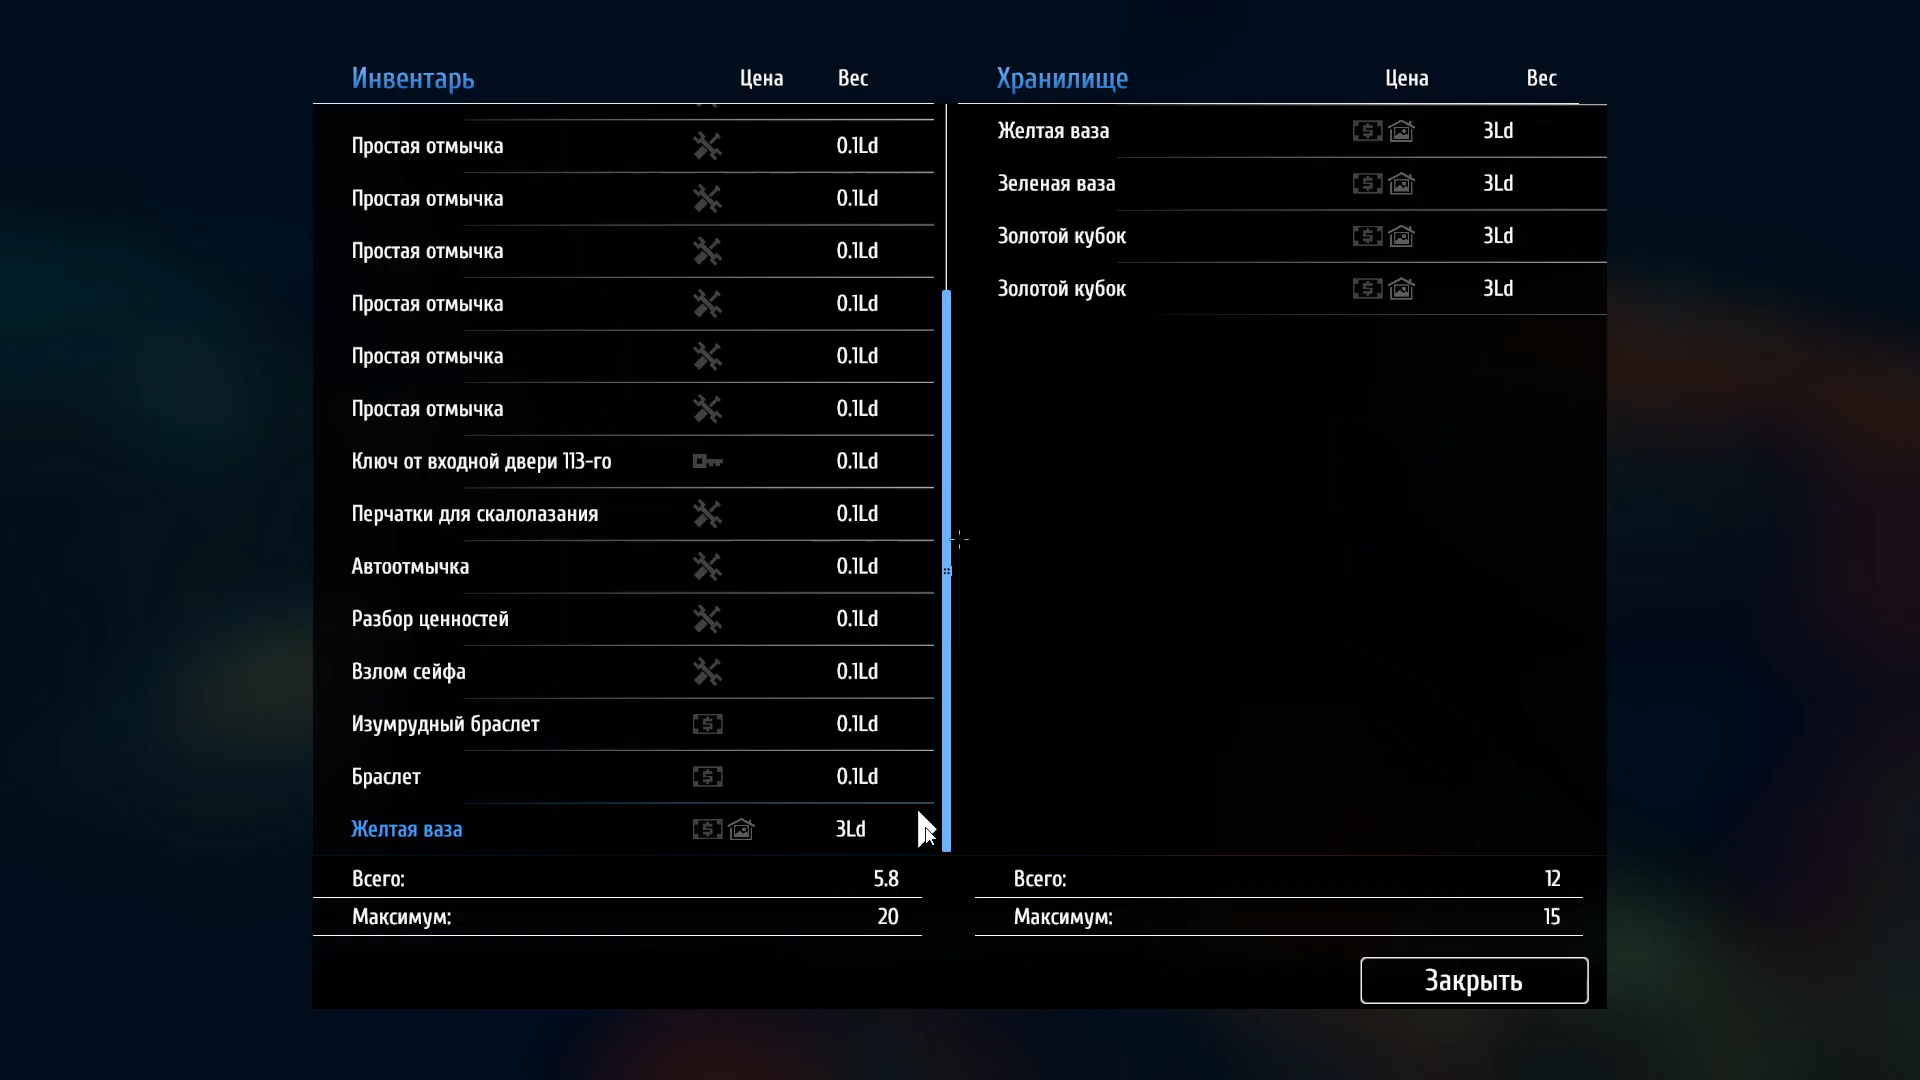 Инвентарь Цена Вес
Простая отмычка 0.1Ld
Простая отмычка 0.1Ld
Простая отмычка 0.1Ld
Простая отмычка 0.1Ld
Простая отмычка 0.1Ld
Простая отмычка 0.1Ld
Ключ от входной двери 113-го 0.1Ld
Перчатки для скалолазания 0.1Ld
Автоотмычка 0.1Ld
Разбор ценностей 0.1Ld
Взлом сейфа 0.1Ld
Изумрудный браслет 0.1Ld
Браслет 0.1Ld
Желтая ваза 3Ld
Всего: 5.8
Максимум: 20
Хранилище Цена Вес
Желтая ваза 3Ld
Зеленая ваза 3Ld
Золотой кубок 3Ld
Золотой кубок 3Ld
Всего: 12
Максимум: 15
Закрыть